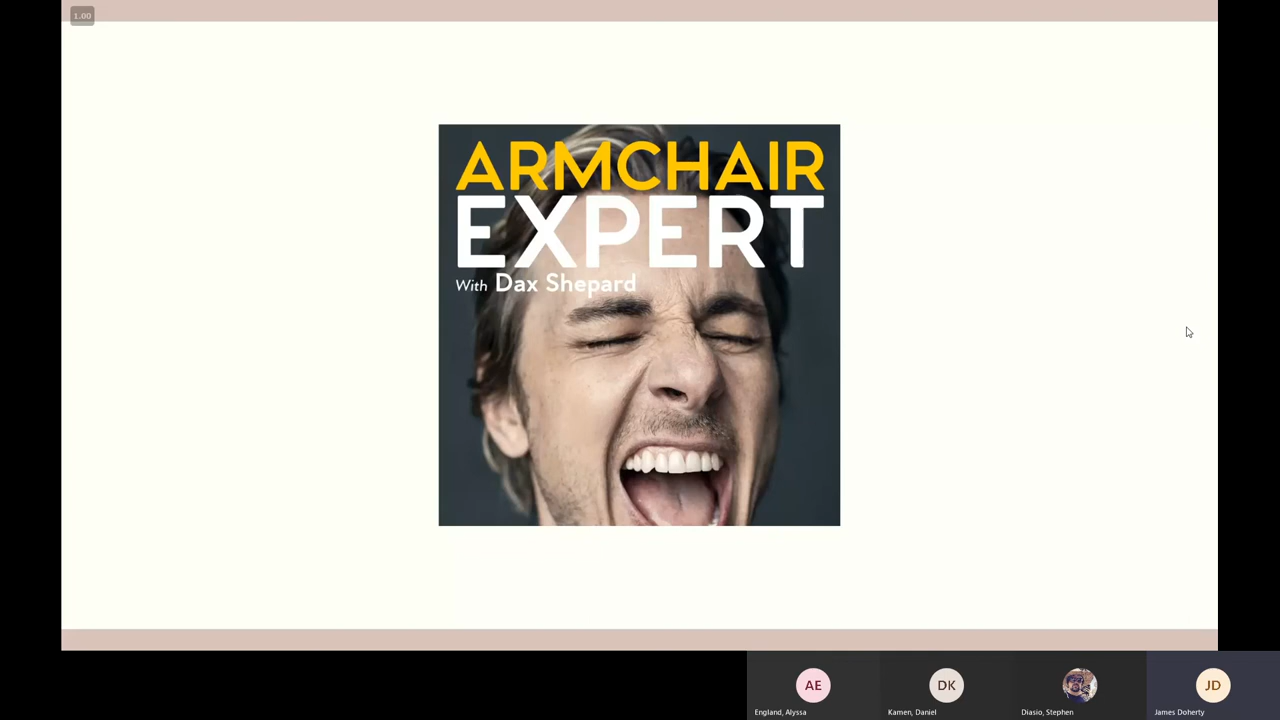 1.00
ARMCHAIR
EXPERT
With Dax Shepard
AE
DK
JD
England, Alyssa
Kamen, Daniel
Diasio, Stephen
James Doherty